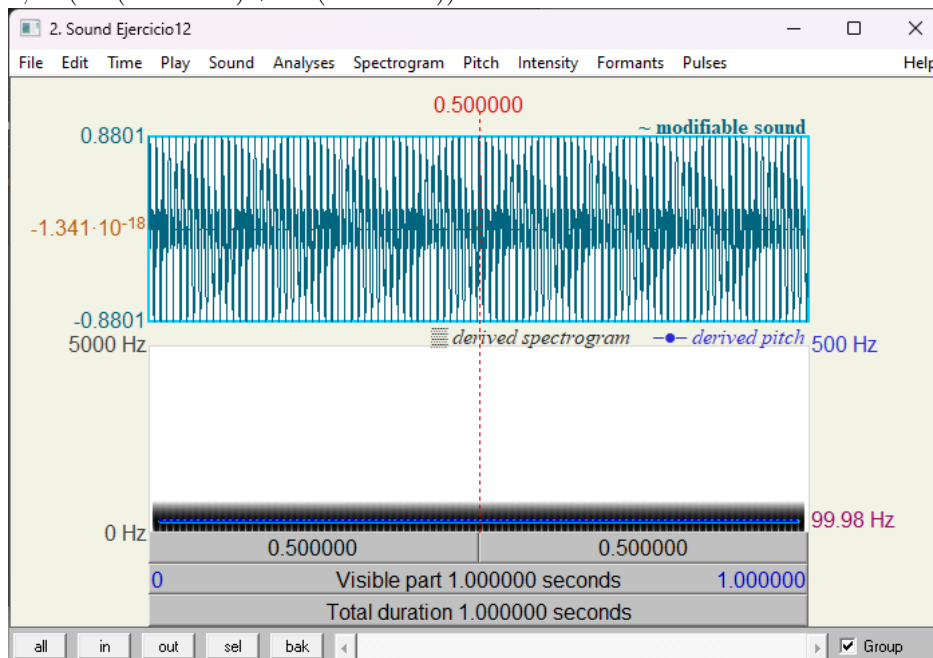 2. Sound Ejercicio12
File Edit Time Play Sound Analyses Spectrogram Pitch Intensity Formants Pulses Help
0.500000
0.8801
~ modifiable sound
-1.341·10⁻¹⁸
-0.8801
5000 Hz
derived spectrogram
derived pitch
500 Hz
0 Hz
99.98 Hz
0.500000 0.500000
0 Visible part 1.000000 seconds 1.000000
Total duration 1.000000 seconds
all in out sel bak Group